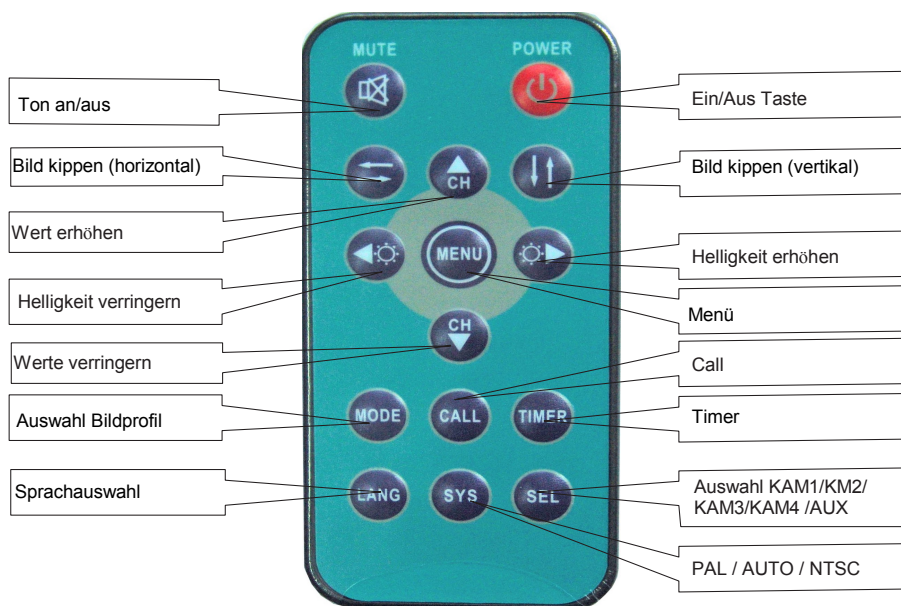 MUTE
POWER
Ton an/aus
Ein/Aus Taste
Bild kippen (horizontal)
CH
Bild kippen (vertikal)
Wert erhöhen
MENU
Helligkeit erhöhen
Helligkeit verringern
Menü
CH
Werte verringern
Call
Auswahl Bildprofil
MODE
CALL
TIMER
Timer
Sprachauswahl
LANG
SYS
SEL
Auswahl KAM1/KM2/
KAM3/KAM4 /AUX
PAL / AUTO / NTSC